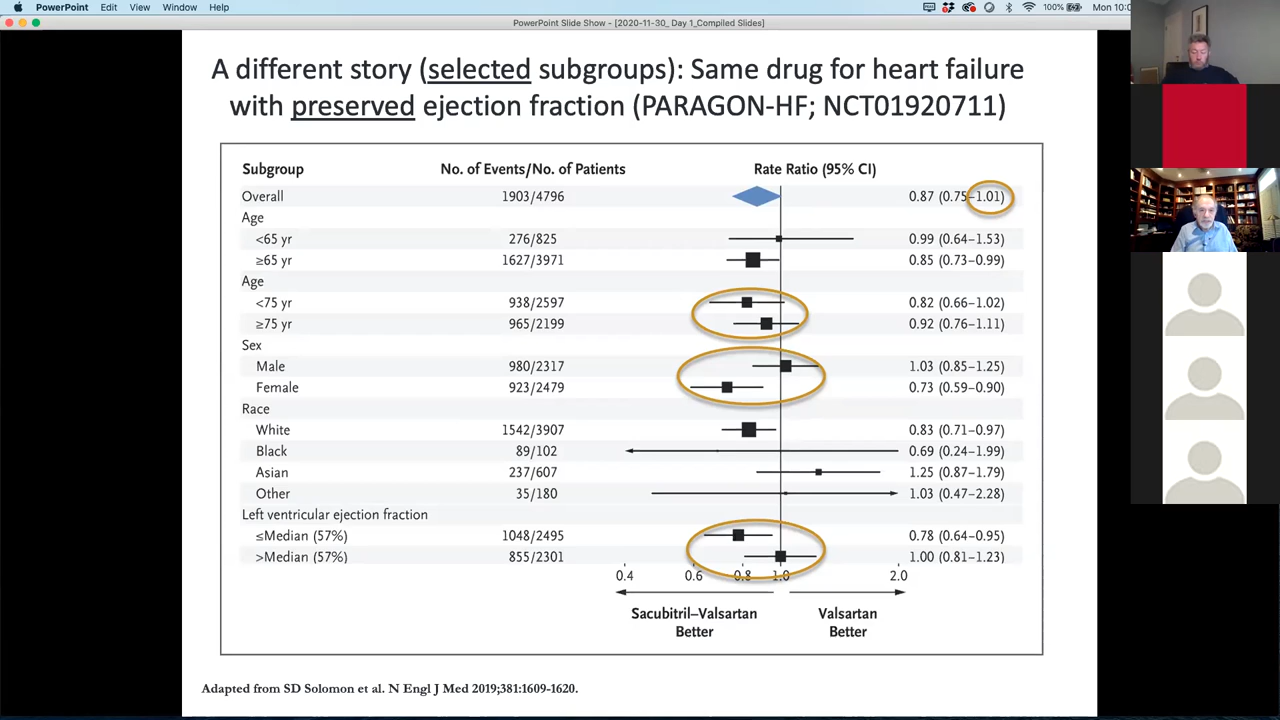 PowerPoint Edit View Window Help 100% Mon 10:0
PowerPoint Slide Show - [2020-11-30_ Day 1_Compiled Slides]
A different story (selected subgroups): Same drug for heart failure
with preserved ejection fraction (PARAGON-HF; NCT01920711)
Subgroup No. of Events/No. of Patients Rate Ratio (95% CI)
Overall 1903/4796 0.87 (0.75–1.01)
Age
<65 yr 276/825 0.99 (0.64–1.53)
≥65 yr 1627/3971 0.85 (0.73–0.99)
Age
<75 yr 938/2597 0.82 (0.66–1.02)
≥75 yr 965/2199 0.92 (0.76–1.11)
Sex
Male 980/2317 1.03 (0.85–1.25)
Female 923/2479 0.73 (0.59–0.90)
Race
White 1542/3907 0.83 (0.71–0.97)
Black 89/102 0.69 (0.24–1.99)
Asian 237/607 1.25 (0.87–1.79)
Other 35/180 1.03 (0.47–2.28)
Left ventricular ejection fraction
≤Median (57%) 1048/2495 0.78 (0.64–0.95)
>Median (57%) 855/2301 1.00 (0.81–1.23)
0.4 0.6 0.8 1.0 2.0
Sacubitril–Valsartan Valsartan
Better Better
Adapted from SD Solomon et al. N Engl J Med 2019;381:1609-1620.